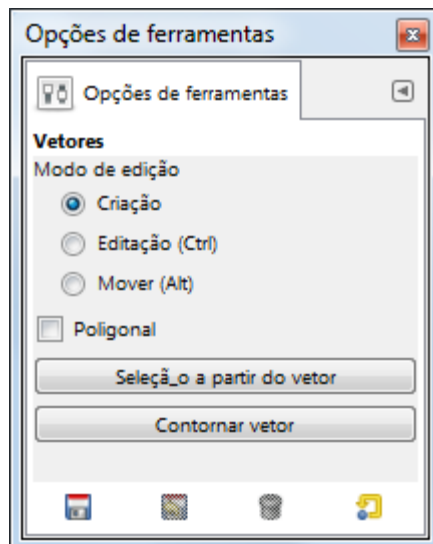 Opções de ferramentas
Opções de ferramentas
Vetores
Modo de edição
Criação
Editação (Ctrl)
Mover (Alt)
Poligonal
Seleçã_o a partir do vetor
Contornar vetor